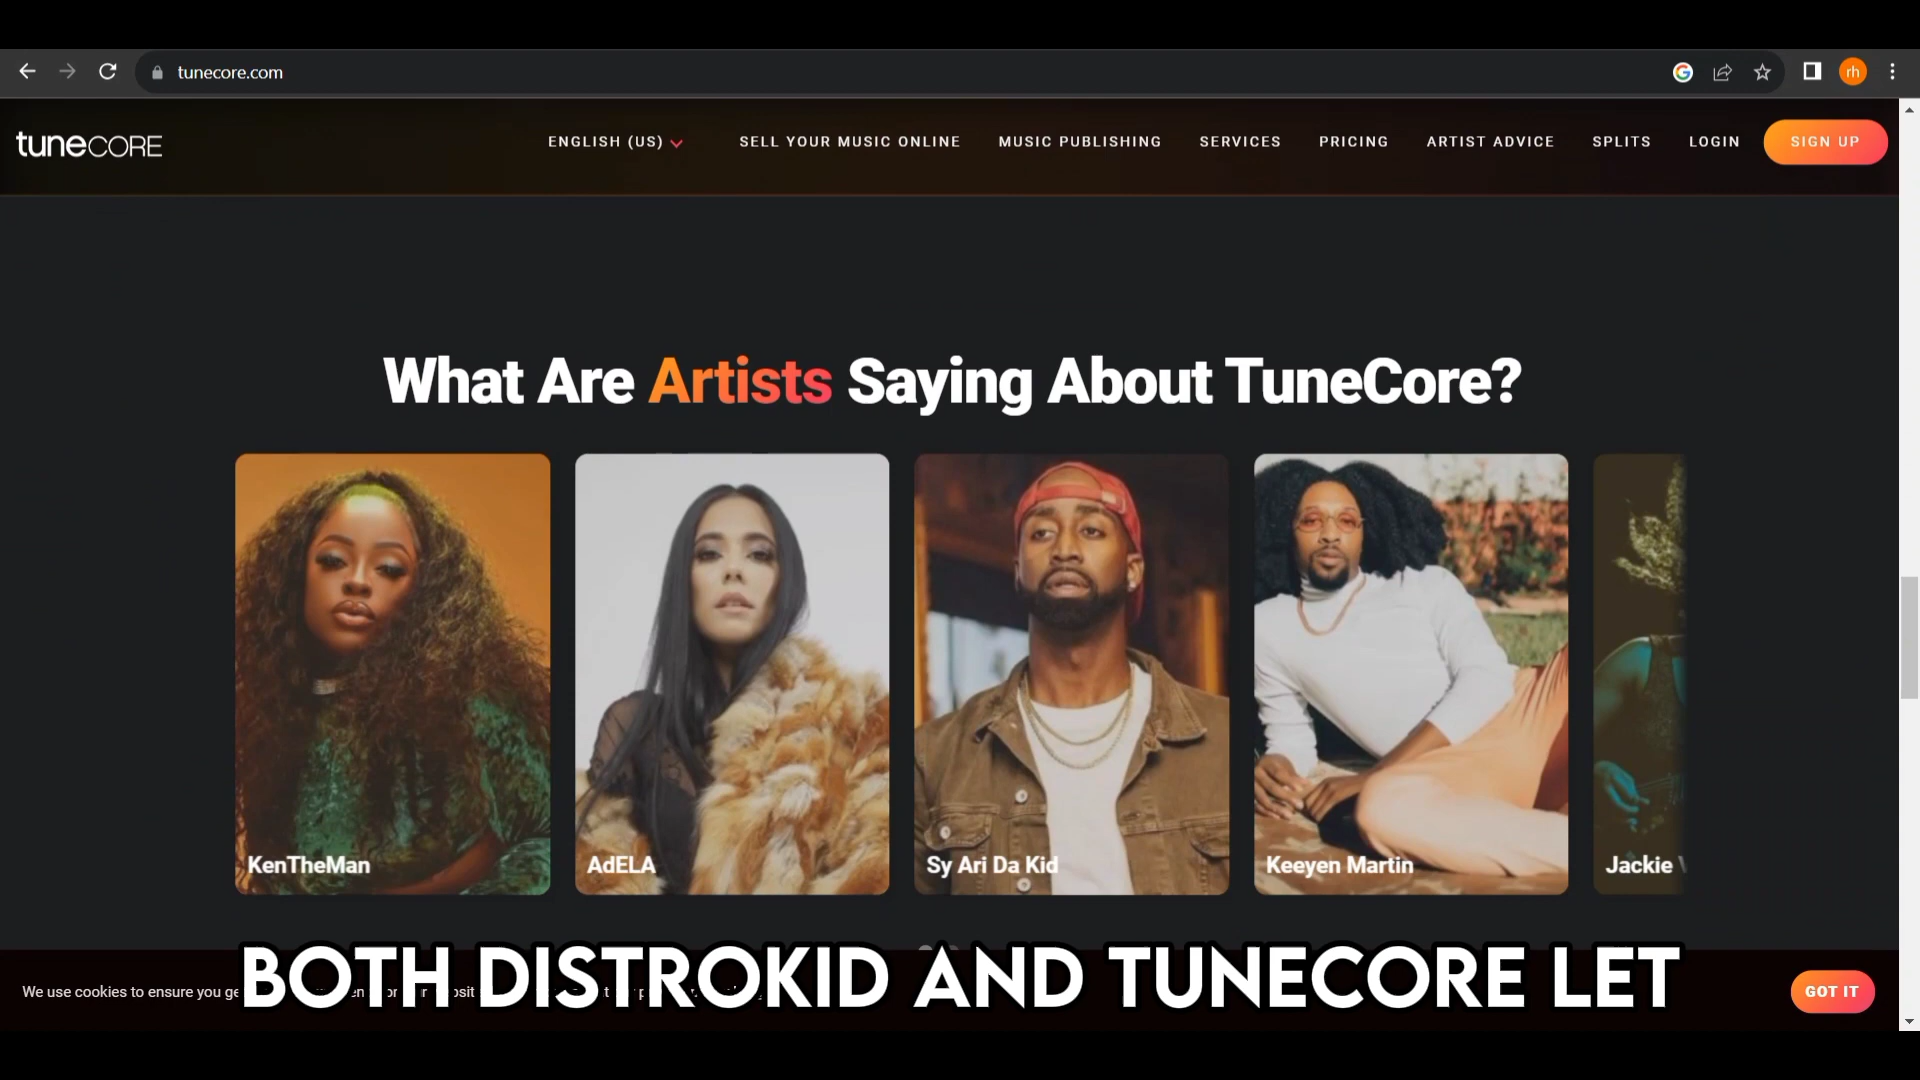 tunecore.com
rh
tuneCORE
ENGLISH (US)
SELL YOUR MUSIC ONLINE
MUSIC PUBLISHING
SERVICES
PRICING
ARTIST ADVICE
SPLITS
LOGIN
SIGN UP
What Are Artists Saying About TuneCore?
KenTheMan
AdELA
Sy Ari Da Kid
Keeyen Martin
Jackie
We use cookies to ensure you
GOT IT
BOTH DISTROKID AND TUNECORE LET